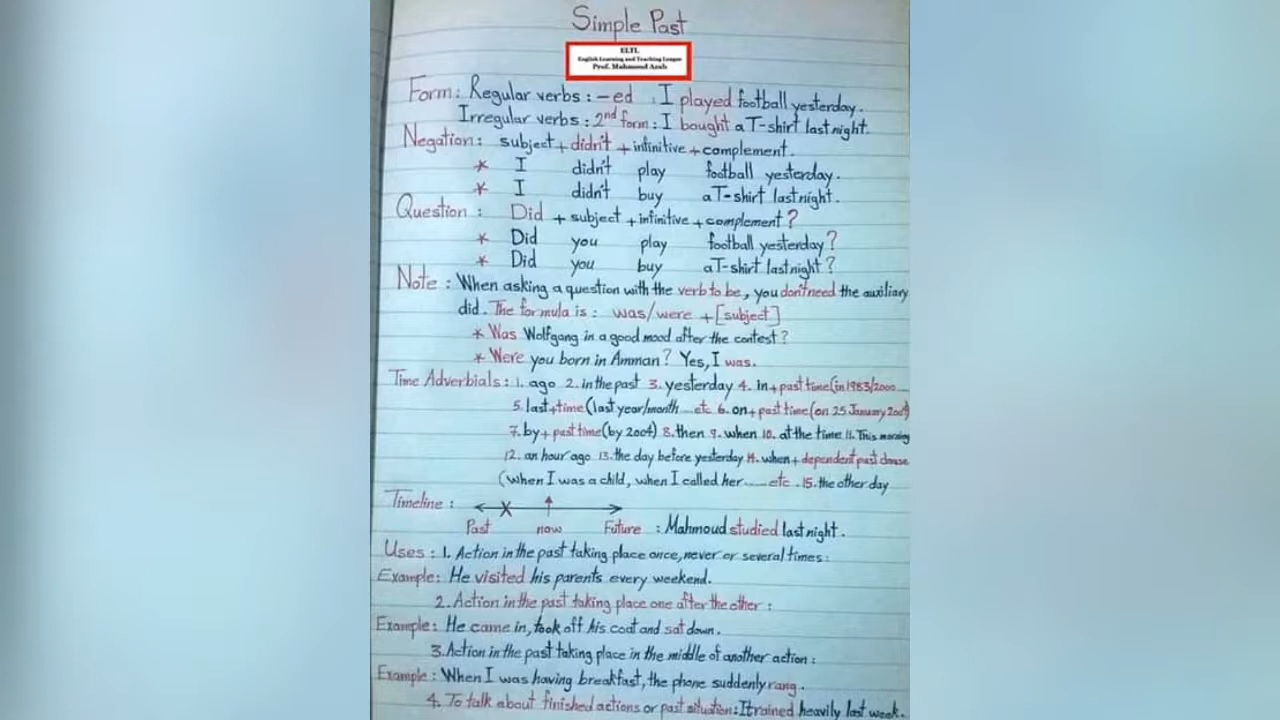 Simple Past
ELTL
English Learning and Teaching League
Prof. Mahmoud Azab
Form: Regular verbs: -ed : I played football yesterday.
Irregular verbs: 2nd form: I bought a T-shirt last night.
Negation: subject + didn't + infinitive + complement.
* I didn't play football yesterday.
* I didn't buy a T-shirt last night.
Question: Did + subject + infinitive + complement?
* Did you play football yesterday?
* Did you buy a T-shirt last night?
Note: When asking a question with the verb to be, you don't need the auxiliary
did. The formula is: was/were + [subject]
* Was Wolfgang in a good mood after the contest?
* Were you born in Amman? Yes, I was.
Time Adverbials: 1. ago 2. in the past 3. yesterday 4. in + past time (in 1983/2000.....
5. last + time (last year/month....etc 6. on + past time (on 25 January 2004)
7. by + past time (by 2004) 8. then 9. when 10. at the time 11. This morning
12. an hour ago 13. the day before yesterday 14. when + dependent past clause
(when I was a child, when I called her.....etc. 15. the other day
Timeline:
Past now Future : Mahmoud studied last night.
Uses: 1. Action in the past taking place once, never or several times:
Example: He visited his parents every weekend.
2. Action in the past taking place one after the other:
Example: He came in, took off his coat and sat down.
3. Action in the past taking place in the middle of another action:
Example: When I was having breakfast, the phone suddenly rang.
4. To talk about finished actions or past situation: It rained heavily last week.